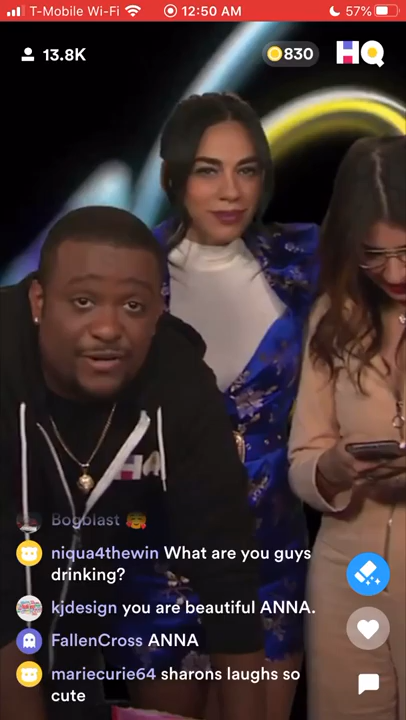 T-Mobile Wi-Fi 12:50 AM 57%
13.8K 830 HQ
Bogblast
niqua4thewin What are you guys
drinking?
kjdesign you are beautiful ANNA.
FallenCross ANNA
mariecurie64 sharons laughs so
cute